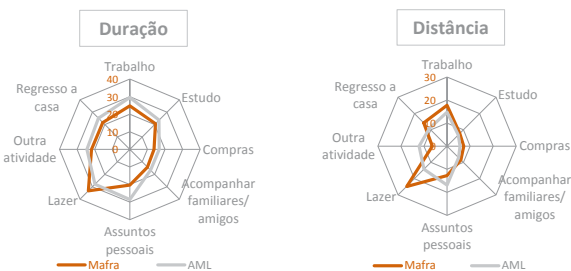 Duração
Trabalho
40
30
20
10
0
Estudo
Compras
Acompanhar
familiares/
amigos
Assuntos
pessoais
Lazer
Outra
atividade
Regresso a
casa
Mafra
AML
Distância
Trabalho
30
20
10
0
Estudo
Compras
Acompanhar
familiares/
amigos
Assuntos
pessoais
Lazer
Outra
atividade
Regresso a
casa
Mafra
AML